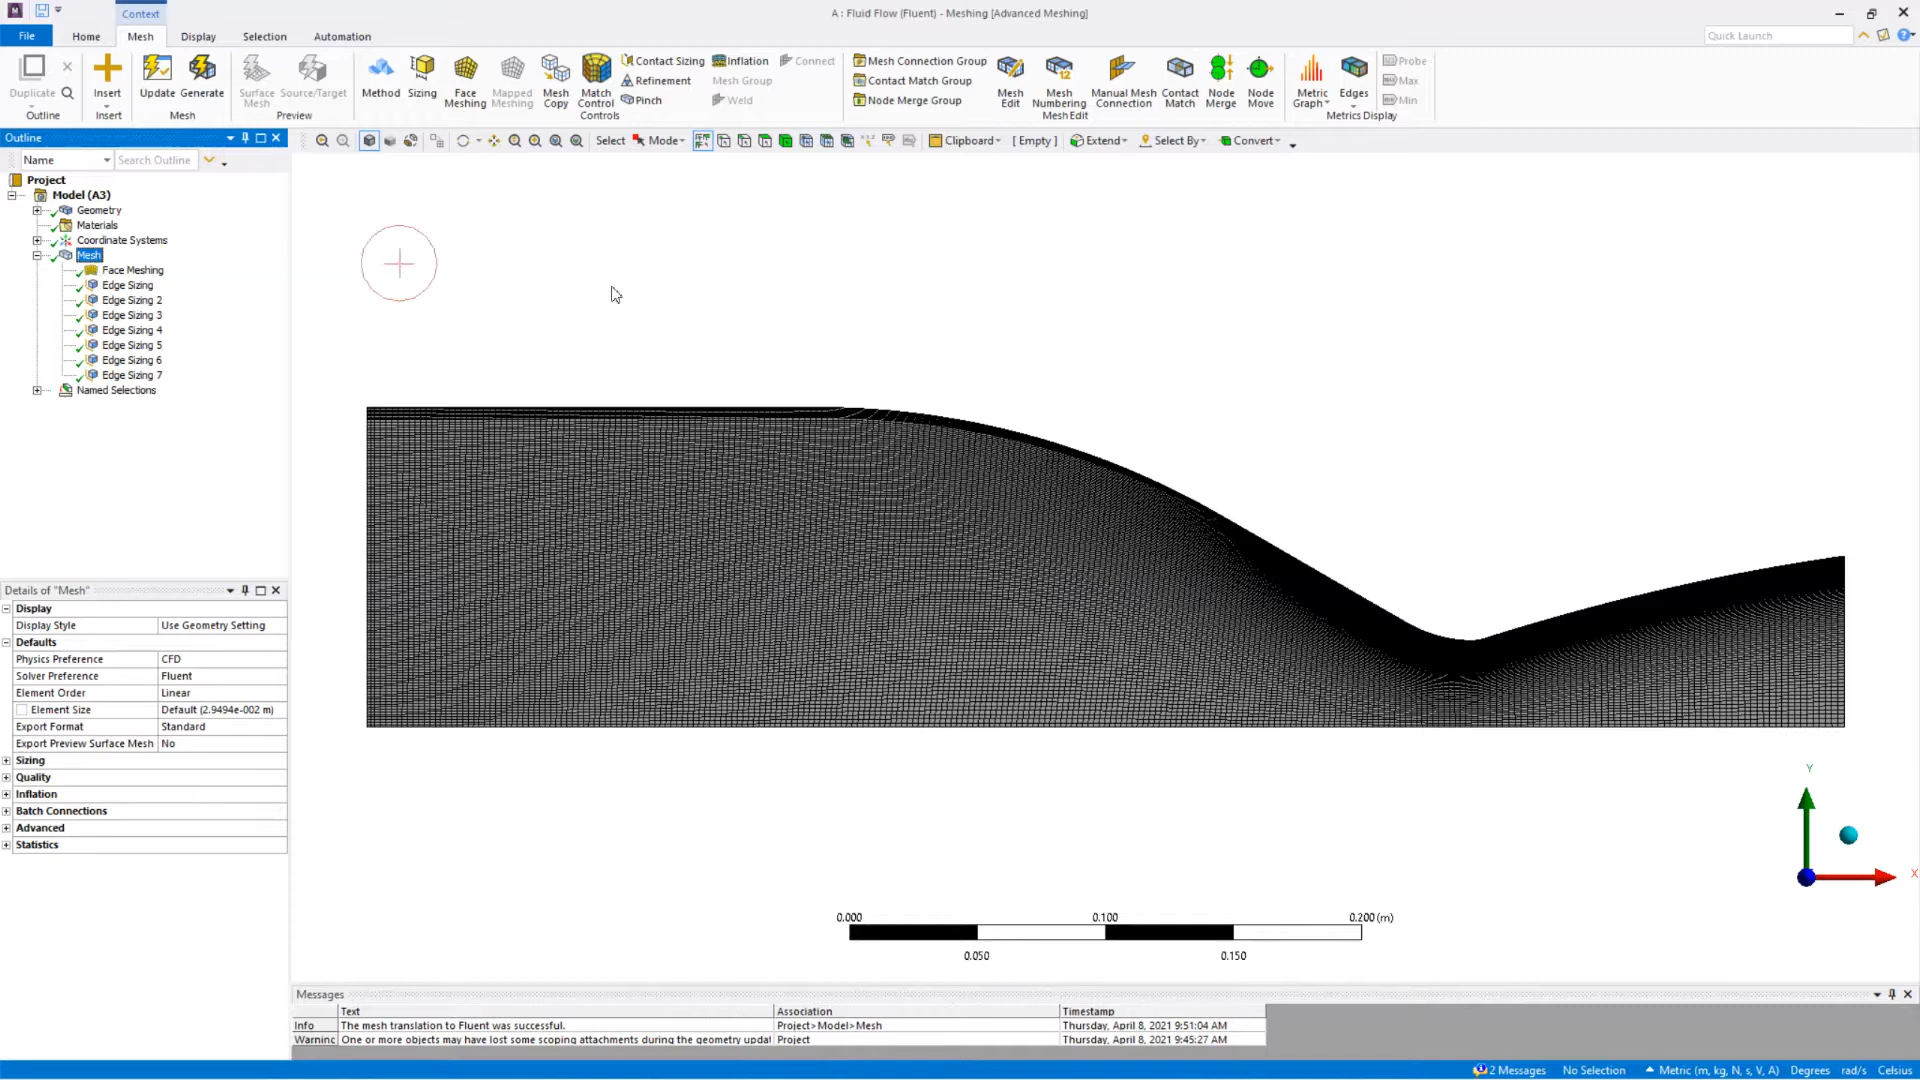 Context
A : Fluid Flow (Fluent) - Meshing [Advanced Meshing]
File Home Mesh Display Selection Automation
Quick Launch
Duplicate
Outline
Insert
Insert
Update Generate
Mesh
Surface Mesh Source/Target
Preview
Method Sizing Face Meshing Mapped Meshing Mesh Copy Match Control
Contact Sizing Inflation Connect
Refinement Mesh Group
Pinch Weld
Controls
Mesh Connection Group
Contact Match Group
Node Merge Group
Mesh Edit Mesh Numbering Manual Mesh Connection Contact Match Node Merge Node Move
Mesh Edit
Metric Graph Edges
Probe
Max
Min
Metrics Display
Outline
Name Search Outline
Select Mode Clipboard [ Empty ] Extend Select By Convert
Project
Model (A3)
Geometry
Materials
Coordinate Systems
Mesh
Face Meshing
Edge Sizing
Edge Sizing 2
Edge Sizing 3
Edge Sizing 4
Edge Sizing 5
Edge Sizing 6
Edge Sizing 7
Named Selections
Details of "Mesh"
Display
Display Style Use Geometry Setting
Defaults
Physics Preference CFD
Solver Preference Fluent
Element Order Linear
Element Size Default (2.9494e-002 m)
Export Format Standard
Export Preview Surface Mesh No
Sizing
Quality
Inflation
Batch Connections
Advanced
Statistics
Y
X
0.000 0.100 0.200 (m)
0.050 0.150
Messages
Text Association Timestamp
Info The mesh translation to Fluent was successful. Project>Model>Mesh Thursday, April 8, 2021 9:51:04 AM
Warninc One or more objects may have lost some scoping attachments during the geometry updat Project Thursday, April 8, 2021 9:45:27 AM
2 Messages No Selection Metric (m, kg, N, s, V, A) Degrees rad/s Celsius